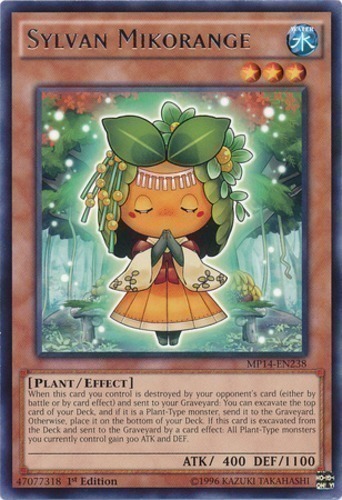 SYLVAN MIKORANGE
WATER
水
MP14-EN238
[PLANT/EFFECT]
When this card you control is destroyed by your opponent's card (either
by battle or by card effect) and sent to your Graveyard: You can excavate the
top card of your Deck, and if it is a Plant-Type monster, send it to the Graveyard.
Otherwise, place it on the bottom of your Deck. If this card is excavated from
the Deck and sent to the Graveyard by a card effect: All Plant-Type monsters
you currently control gain 300 ATK and DEF.
ATK/ 400 DEF/1100
47077318 1st Edition ©1996 KAZUKI TAKAHASHI